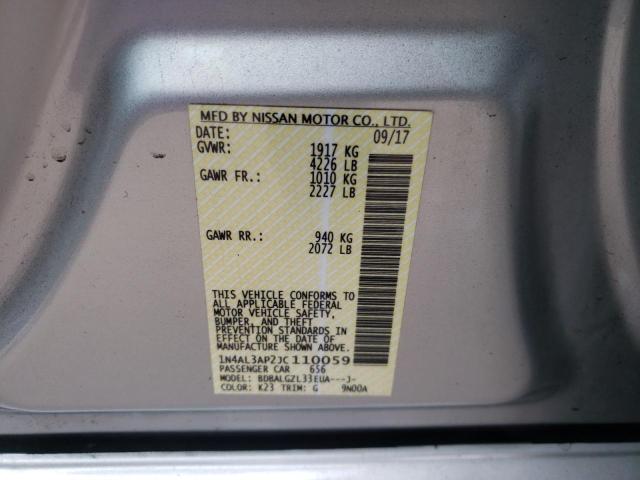 MFD BY NISSAN MOTOR CO., LTD.
DATE: 09/17
GVWR: 1917 KG
4226 LB
GAWR FR.: 1010 KG
2227 LB
GAWR RR.: 940 KG
2072 LB
THIS VEHICLE CONFORMS TO
ALL APPLICABLE FEDERAL
MOTOR VEHICLE SAFETY,
BUMPER, AND THEFT
PREVENTION STANDARDS IN
EFFECT ON THE DATE OF
MANUFACTURE SHOWN ABOVE.
1N4AL3AP2JC110059
PASSENGER CAR 656
MODEL: BDBALGZL33EUA---J-
COLOR: K23 TRIM: G 9N00A